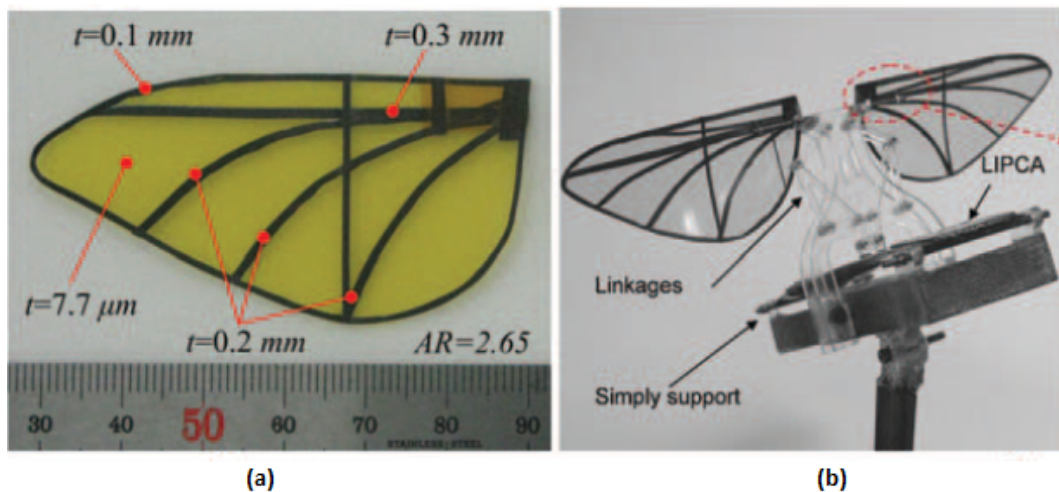 t=0.1 mm
t=0.3 mm
t=7.7 μm
t=0.2 mm
AR=2.65
30 40 50 60 70 80 90
STAINLESS STEEL
(a)
LIPCA
Linkages
Simply support
(b)